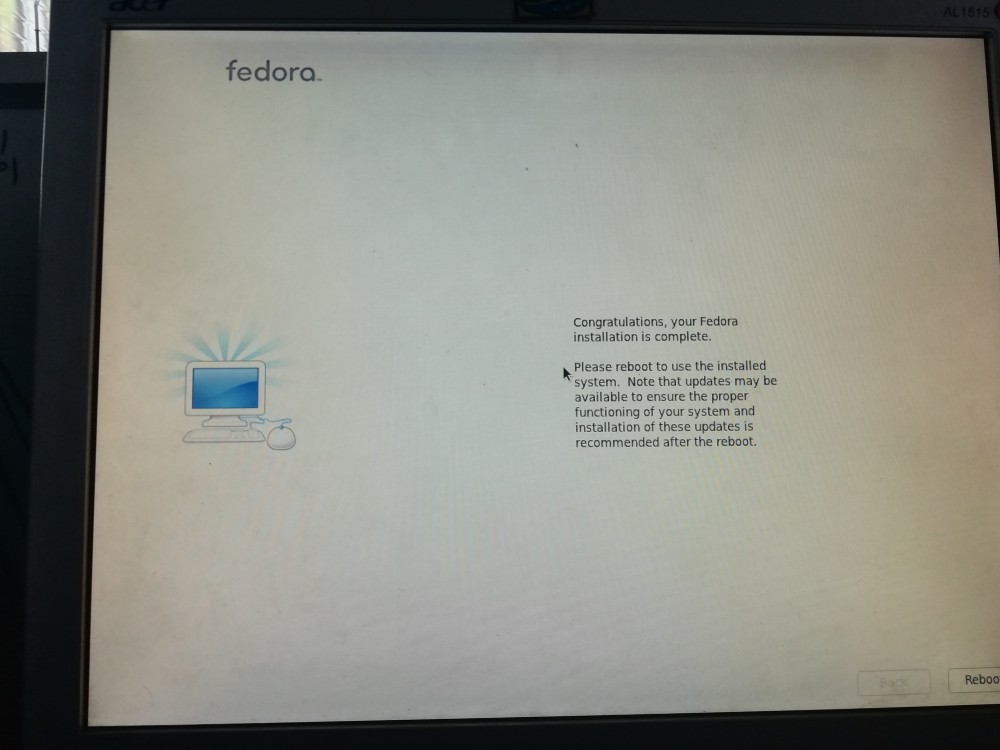 acer
AL1515
fedora™
Congratulations, your Fedora
installation is complete.
Please reboot to use the installed
system.  Note that updates may be
available to ensure the proper
functioning of your system and
installation of these updates is
recommended after the reboot.
Back
Reboo